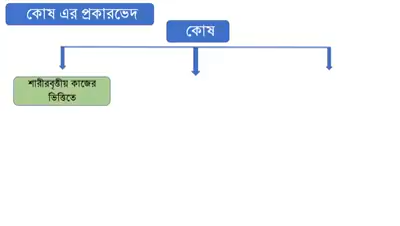 কোষ এর প্রকারভেদ
কোষ
শারীরবৃত্তীয় কাজের
ভিত্তিতে